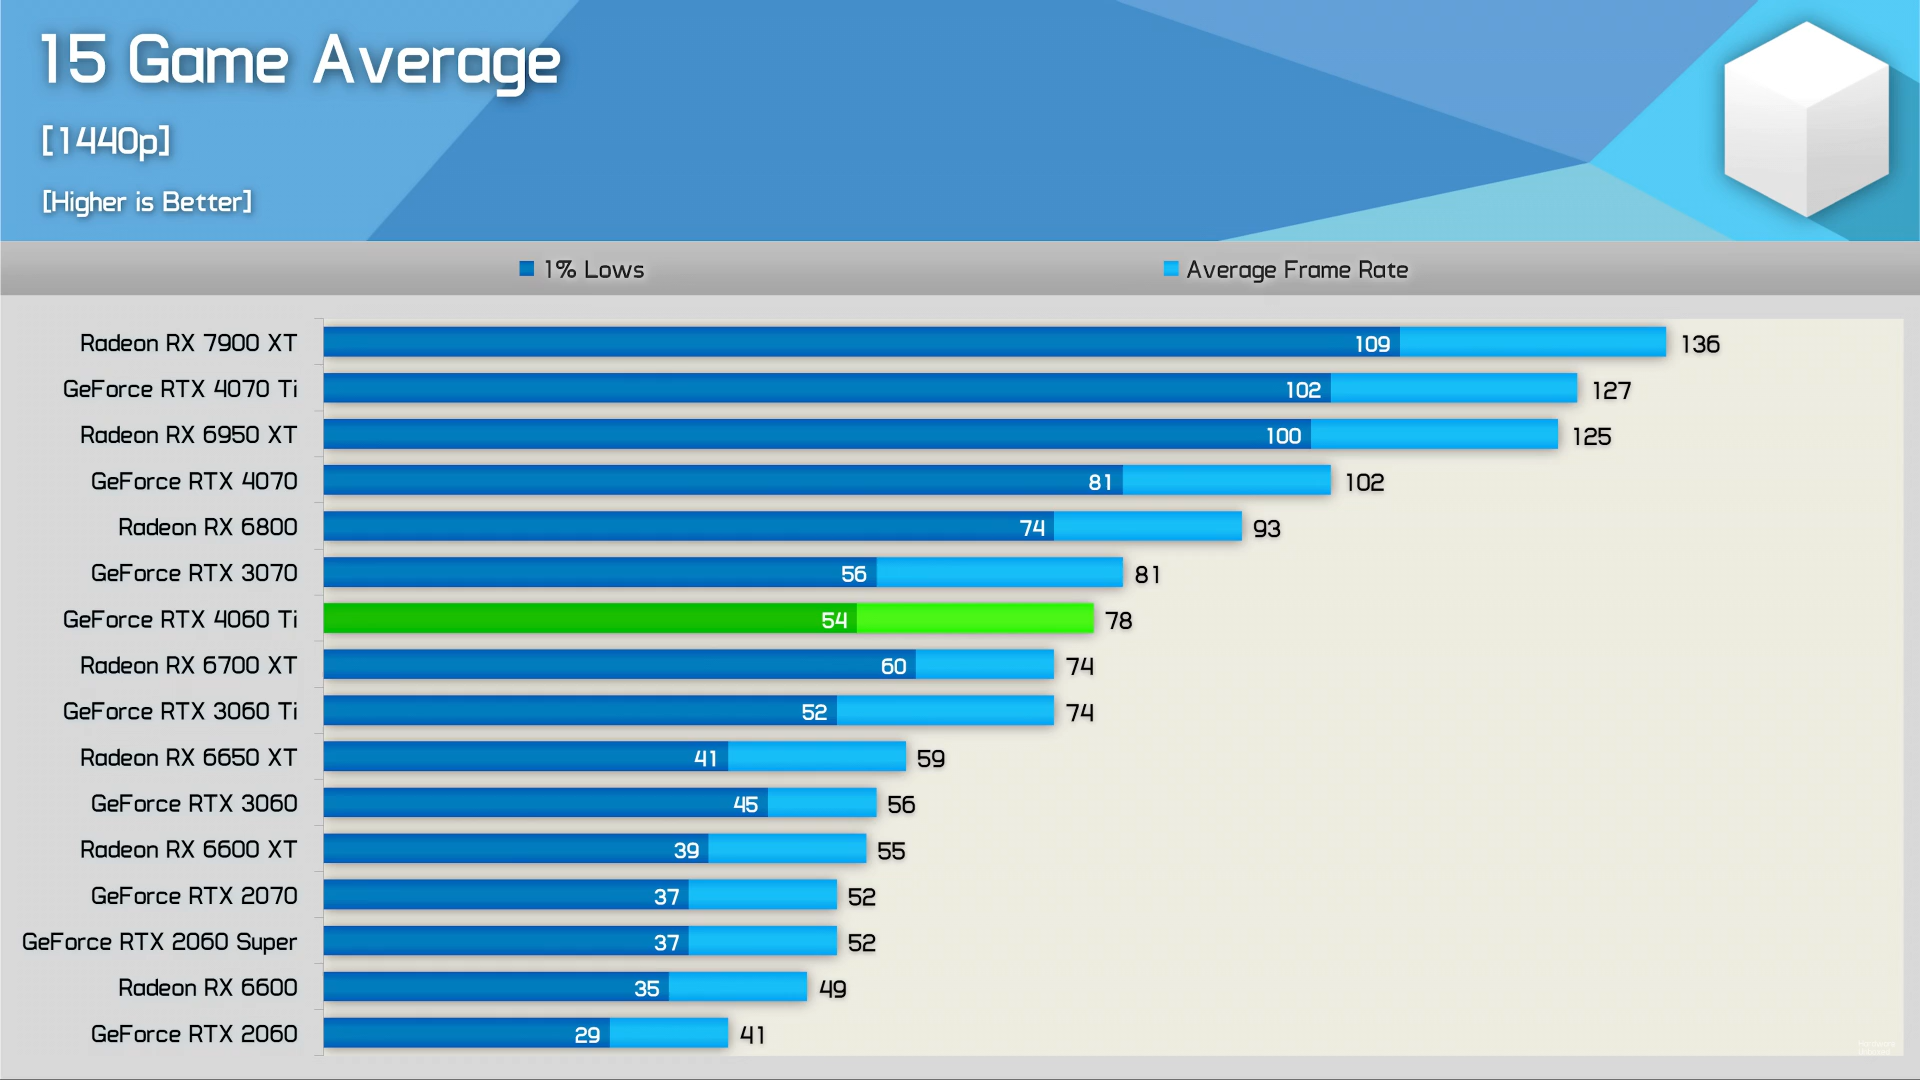 15 Game Average
[1440p]
[Higher is Better]
1% Lows Average Frame Rate
Radeon RX 7900 XT 109 136
GeForce RTX 4070 Ti 102 127
Radeon RX 6950 XT 100 125
GeForce RTX 4070 81 102
Radeon RX 6800 74 93
GeForce RTX 3070 56 81
GeForce RTX 4060 Ti 54 78
Radeon RX 6700 XT 60 74
GeForce RTX 3060 Ti 52 74
Radeon RX 6650 XT 41 59
GeForce RTX 3060 45 56
Radeon RX 6600 XT 39 55
GeForce RTX 2070 37 52
GeForce RTX 2060 Super 37 52
Radeon RX 6600 35 49
GeForce RTX 2060 29 41